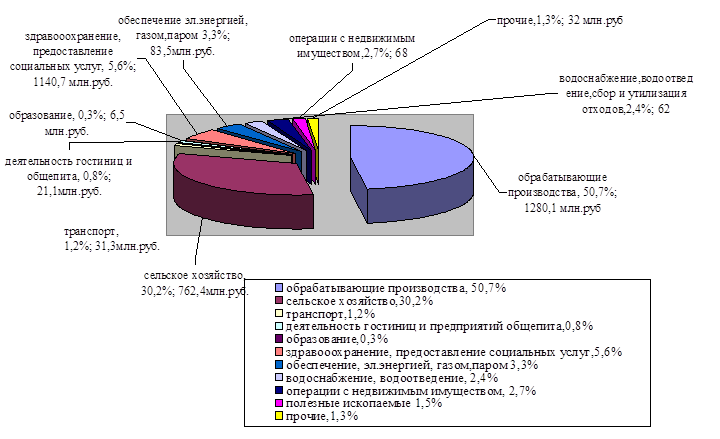 обеспечение эл.энергией,
газом,паром 3,3%;
83,5млн.руб.
прочие,1,3%; 32 млн.руб
операции с недвижимым
имуществом,2,7%; 68
здравооохранение,
предоставление
социальных услуг, 5,6%;
1140,7 млн.руб.
водоснабжение,водоотвед
ение,сбор и утилизация
отходов,2,4%; 62
образование, 0,3%; 6,5
млн.руб.
деятельность гостиниц и
общепита, 0,8%;
21,1млн.руб.
обрабатывающие
производства, 50,7%;
1280,1 млн.руб
транспорт,
1,2%; 31,3млн.руб.
сельское хозяйство,
30,2%; 762,4млн.руб.
обрабатывающие производства, 50,7%
сельское хозяйство,30,2%
транспорт,1,2%
деятельность гостиниц и предприятий общепита,0,8%
образование,0,3%
здравооохранение, предоставление социальных услуг,5,6%
обеспечение, эл.энергией, газом,паром 3,3%
водоснабжение, водоотведение, 2,4%
операции с недвижимым имуществом, 2,7%
полезные ископаемые 1,5%
прочие,1,3%